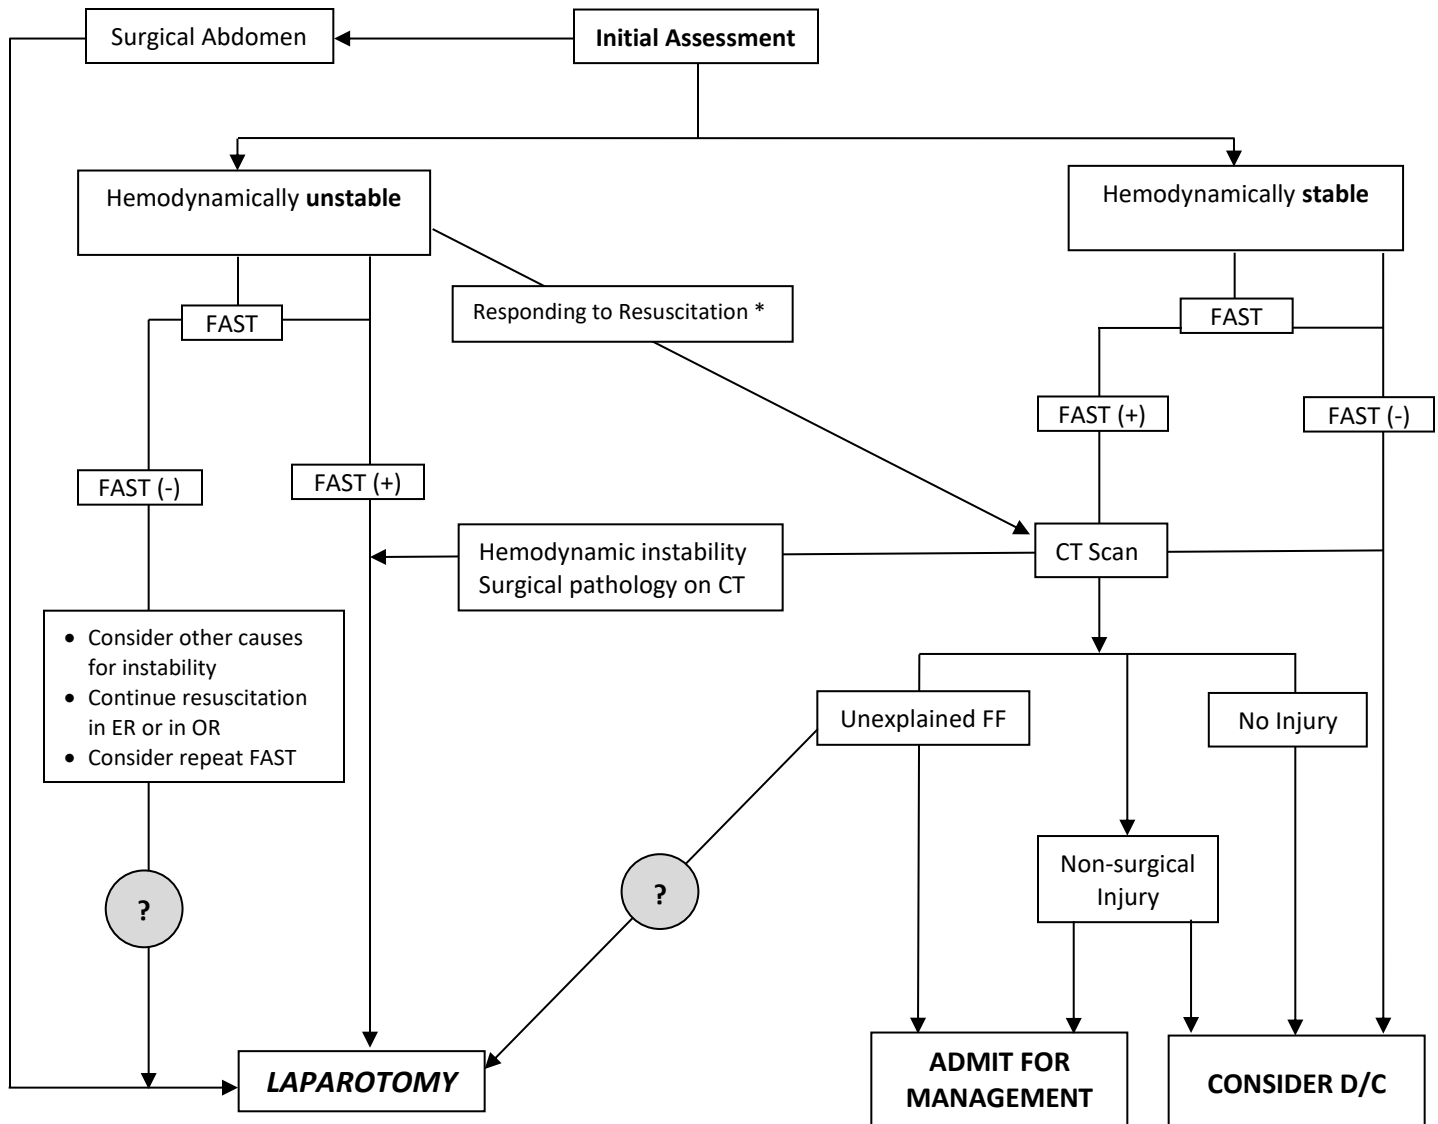 Surgical Abdomen
Initial Assessment
Hemodynamically unstable
Hemodynamically stable
Responding to Resuscitation *
FAST
FAST
FAST (+)
FAST (-)
FAST (-)
FAST (+)
Hemodynamic instability
Surgical pathology on CT
CT Scan
• Consider other causes
for instability
• Continue resuscitation
in ER or in OR
• Consider repeat FAST
Unexplained FF
No Injury
Non-surgical
Injury
?
?
LAPAROTOMY
ADMIT FOR
MANAGEMENT
CONSIDER D/C